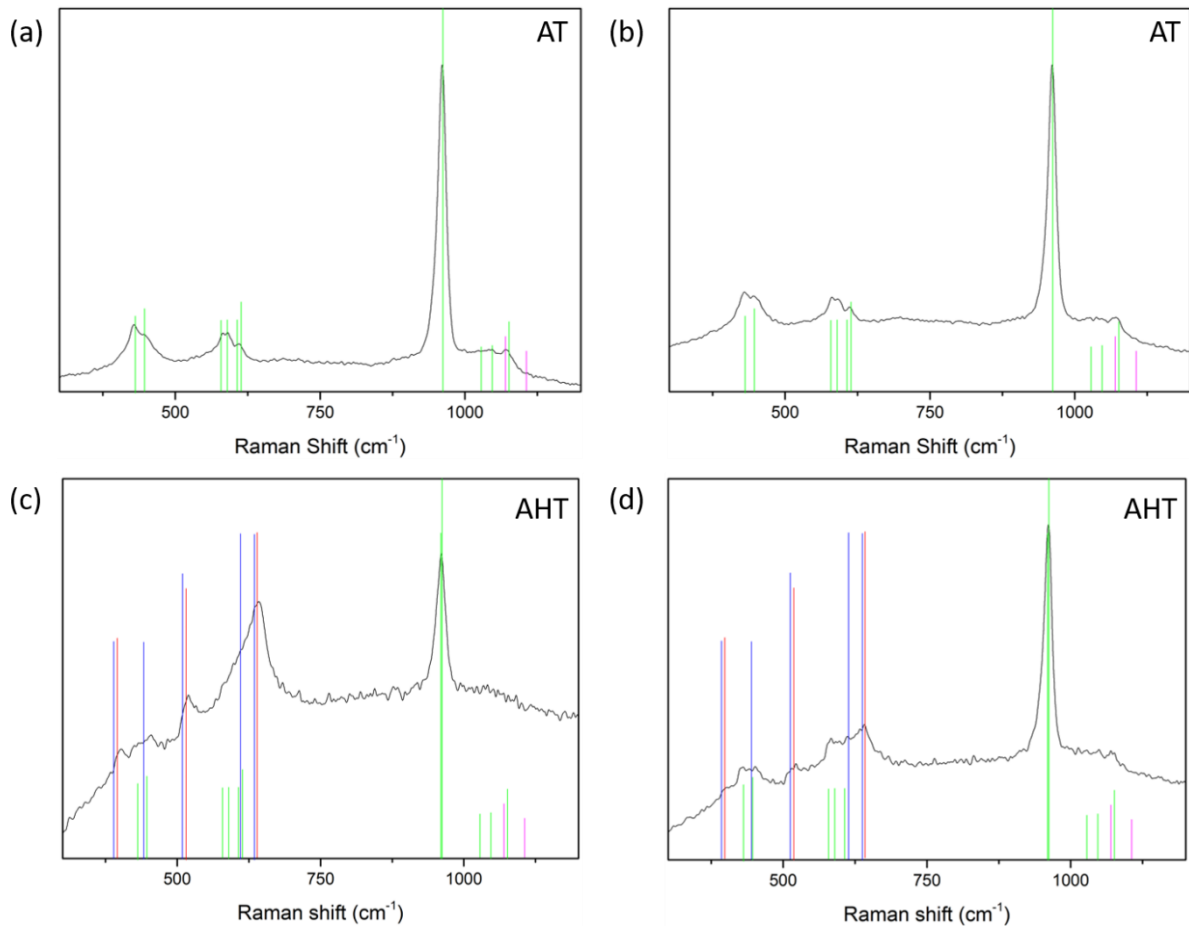 (a)
AT
500
750
1000
Raman Shift (cm⁻¹)
(b)
AT
500
750
1000
Raman Shift (cm⁻¹)
(c)
AHT
500
750
1000
Raman shift (cm⁻¹)
(d)
AHT
500
750
1000
Raman shift (cm⁻¹)